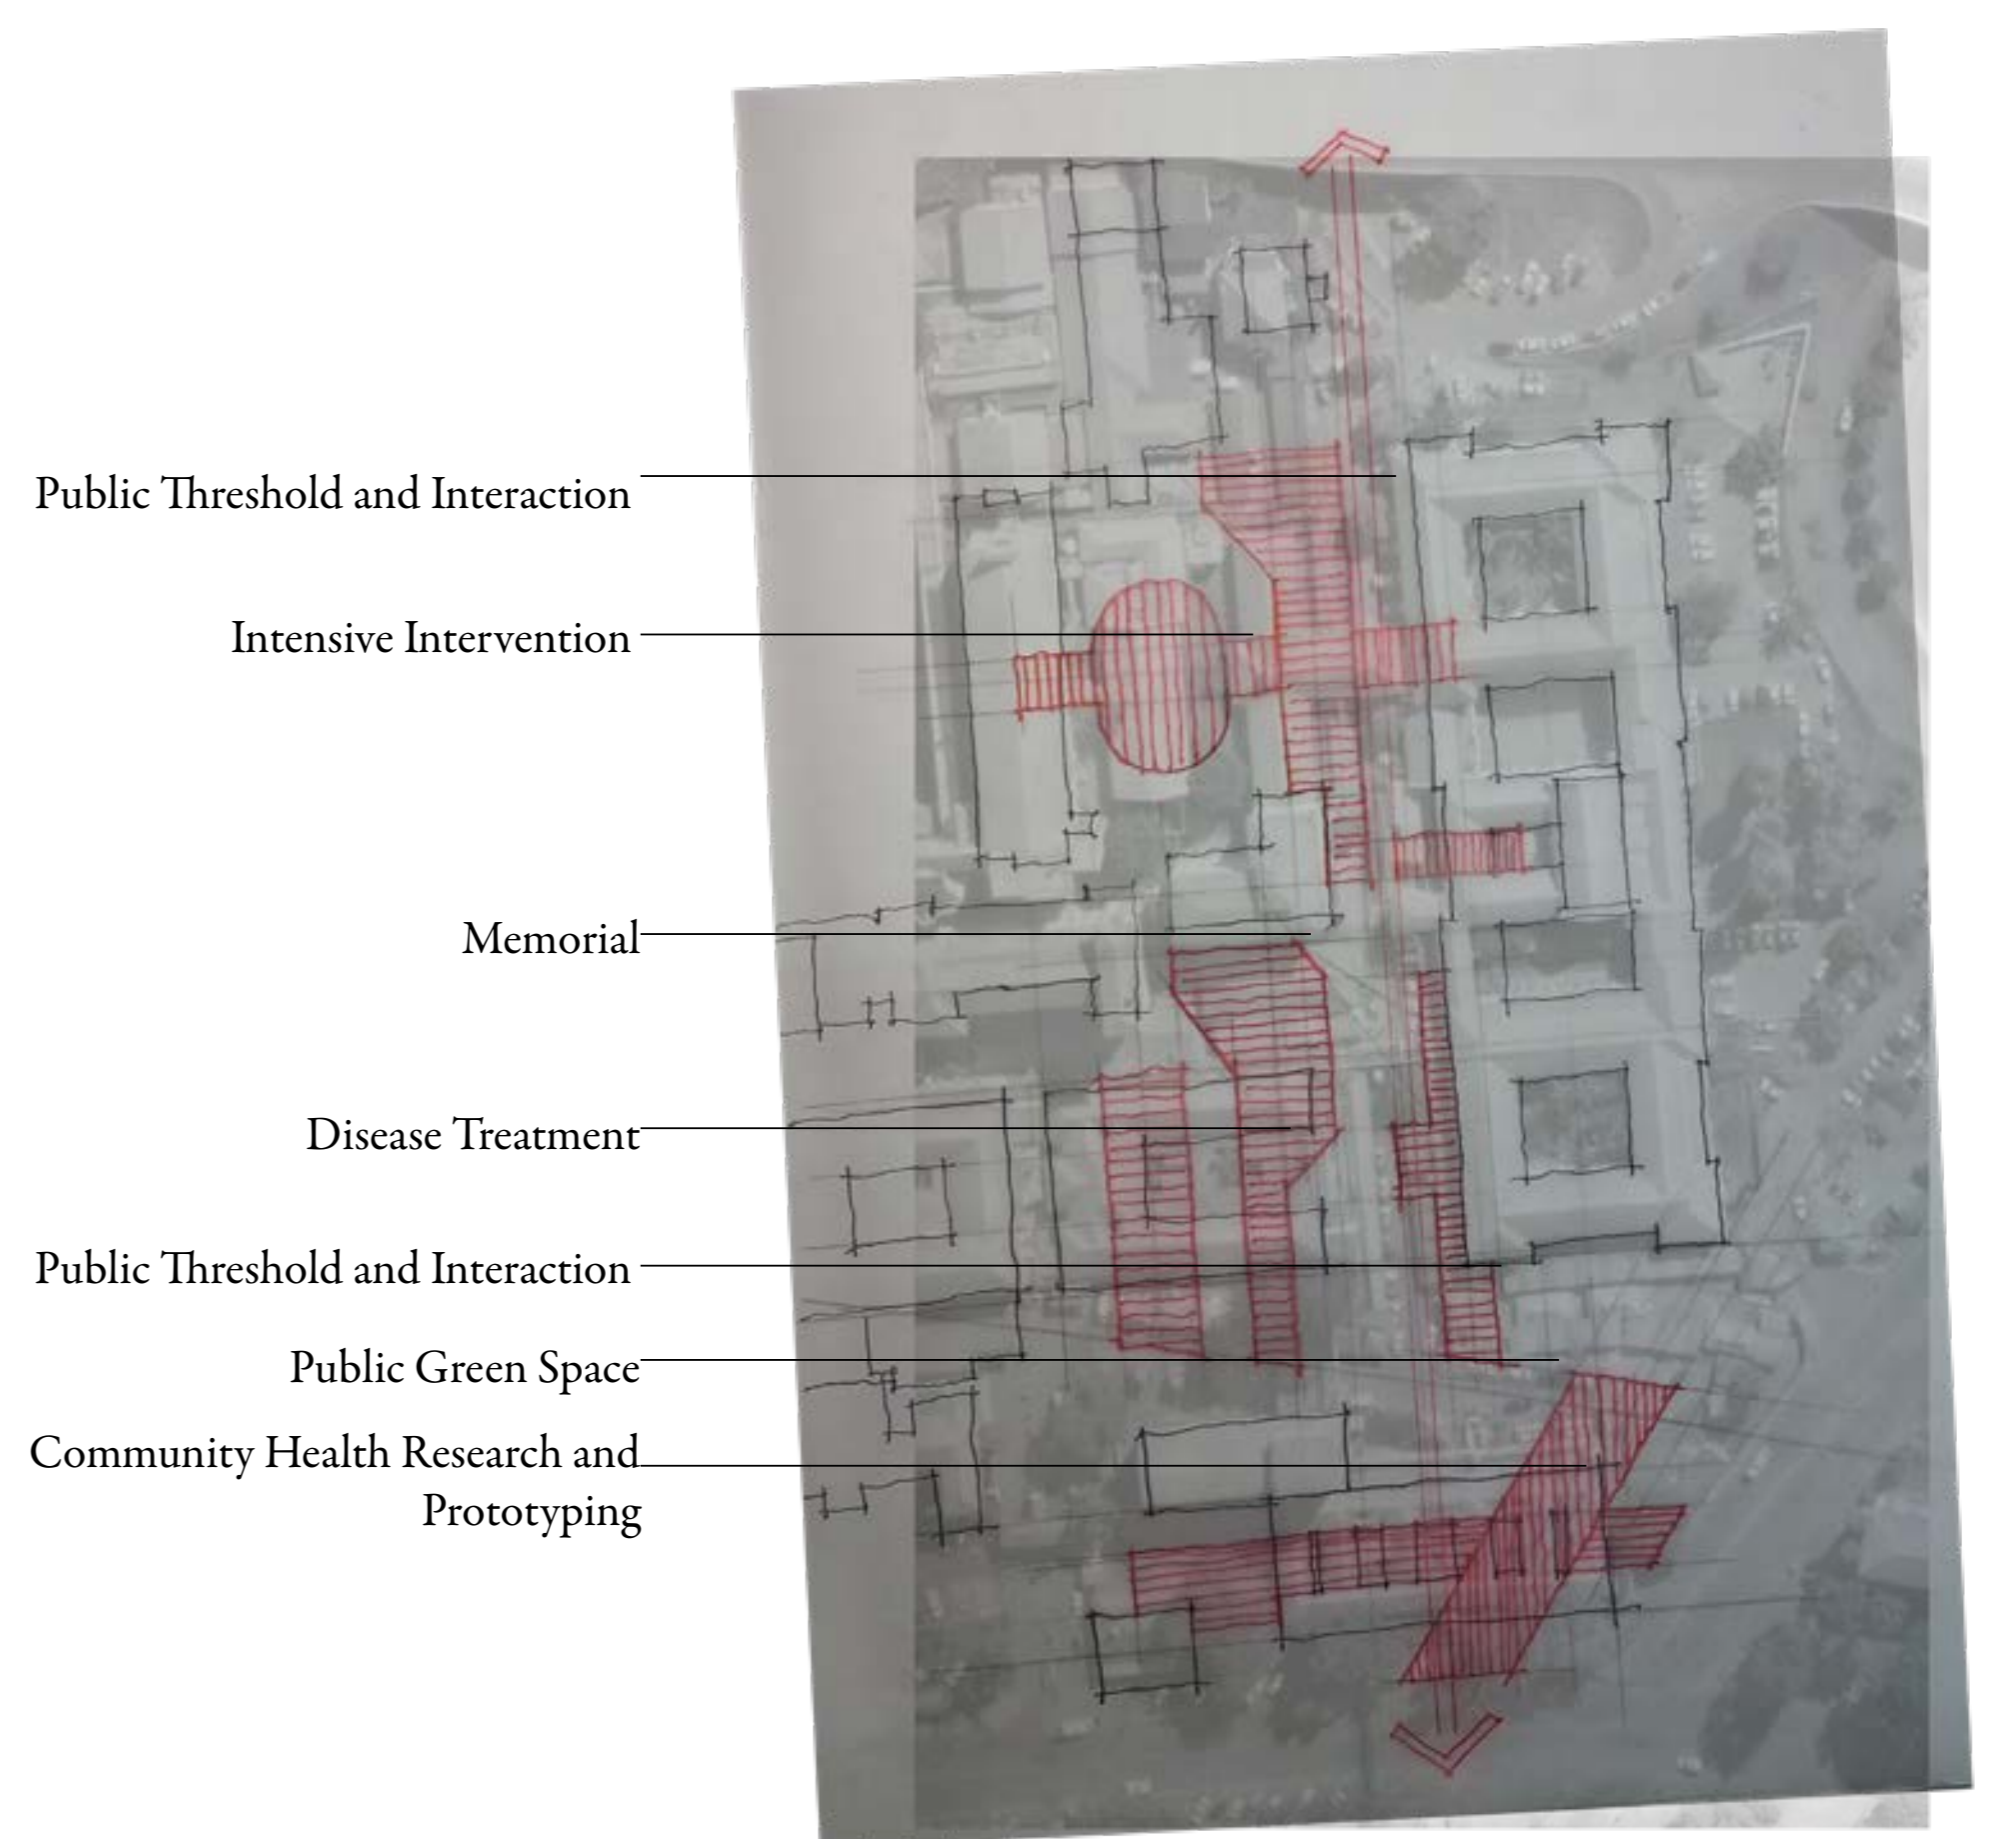 Public Threshold and Interaction
Intensive Intervention
Memorial
Disease Treatment
Public Threshold and Interaction
Public Green Space
Community Health Research and
Prototyping